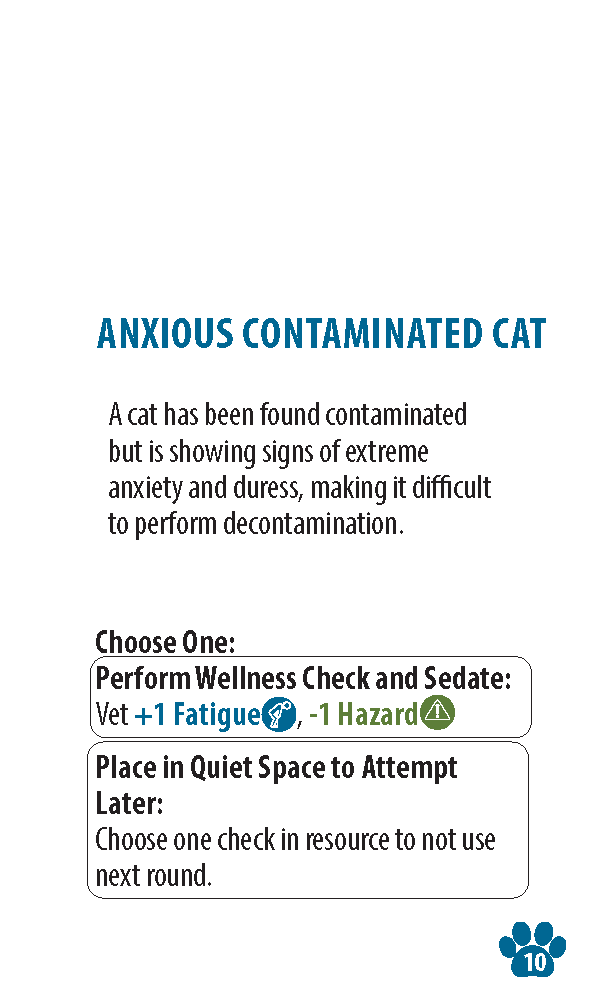 ANXIOUS CONTAMINATED CAT
A cat has been found contaminated
but is showing signs of extreme
anxiety and duress, making it difficult
to perform decontamination.
Choose One:
Perform Wellness Check and Sedate:
Vet +1 Fatigue, -1 Hazard
Place in Quiet Space to Attempt
Later:
Choose one check in resource to not use
next round.
10